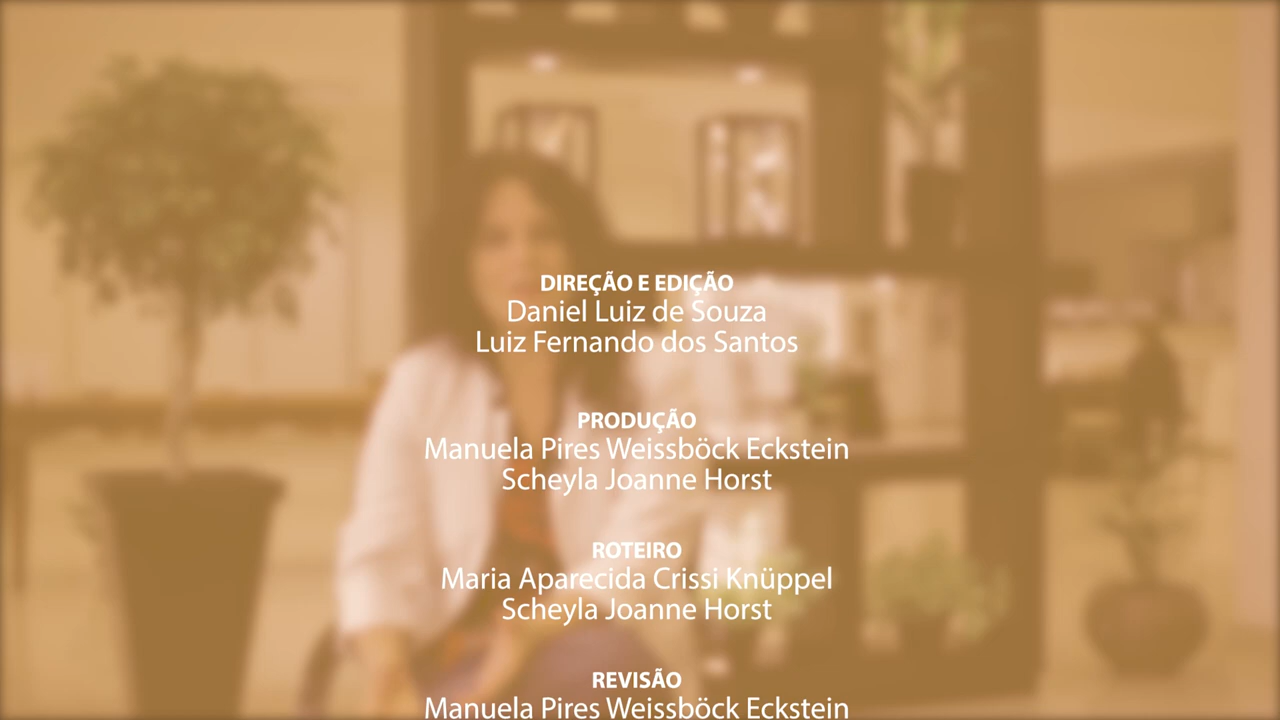 DIREÇÃO E EDIÇÃO
Daniel Luiz de Souza
Luiz Fernando dos Santos
PRODUÇÃO
Manuela Pires Weissböck Eckstein
Scheyla Joanne Horst
ROTEIRO
Maria Aparecida Crissi Knüppel
Scheyla Joanne Horst
REVISÃO
Manuela Pires Weissböck Eckstein